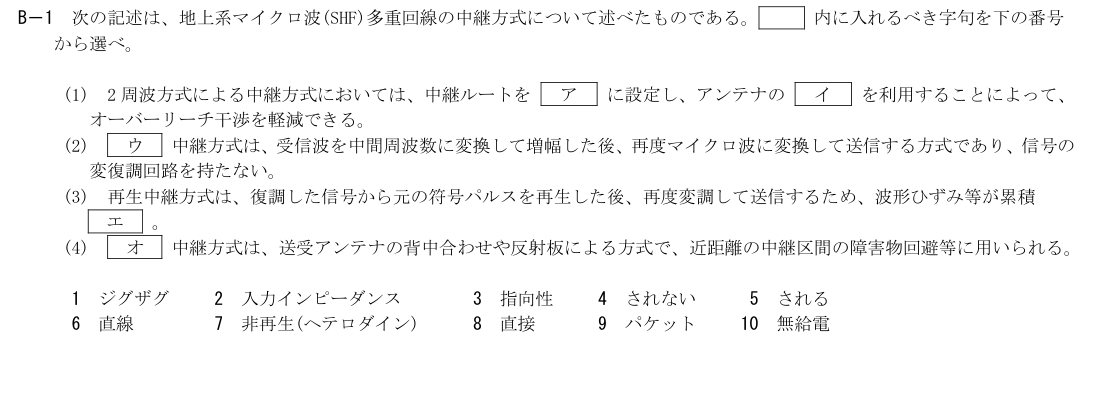 B－1　次の記述は、地上系マイクロ波(SHF)多重回線の中継方式について述べたものである。　　　内に入れるべき字句を下の番号
から選べ。
(1)　2周波方式による中継方式においては、中継ルートを　ア　に設定し、アンテナの　イ　を利用することによって、
オーバーリーチ干渉を軽減できる。
(2)　ウ　中継方式は、受信波を中間周波数に変換して増幅した後、再度マイクロ波に変換して送信する方式であり、信号の
変復調回路を持たない。
(3)　再生中継方式は、復調した信号から元の符号パルスを再生した後、再度変調して送信するため、波形ひずみ等が累積
エ　。
(4)　オ　中継方式は、送受アンテナの背中合わせや反射板による方式で、近距離の中継区間の障害物回避等に用いられる。
1　ジグザグ　2　入力インピーダンス　3　指向性　4　されない　5　される
6　直線　7　非再生(ヘテロダイン)　8　直接　9　パケット　10　無給電